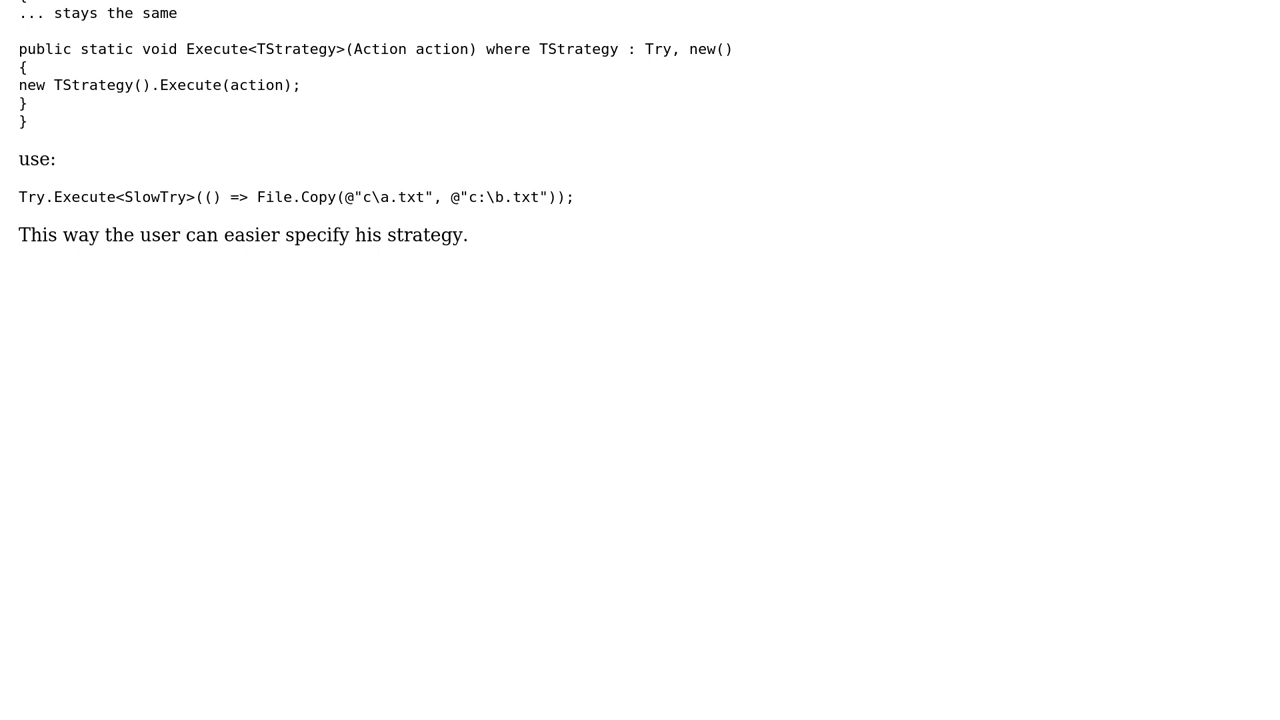 ... stays the same
public static void Execute<TStrategy>(Action action) where TStrategy : Try, new()
{
new TStrategy().Execute(action);
}
}
use:
Try.Execute<SlowTry>(() => File.Copy(@"c\a.txt", @"c:\b.txt"));
This way the user can easier specify his strategy.